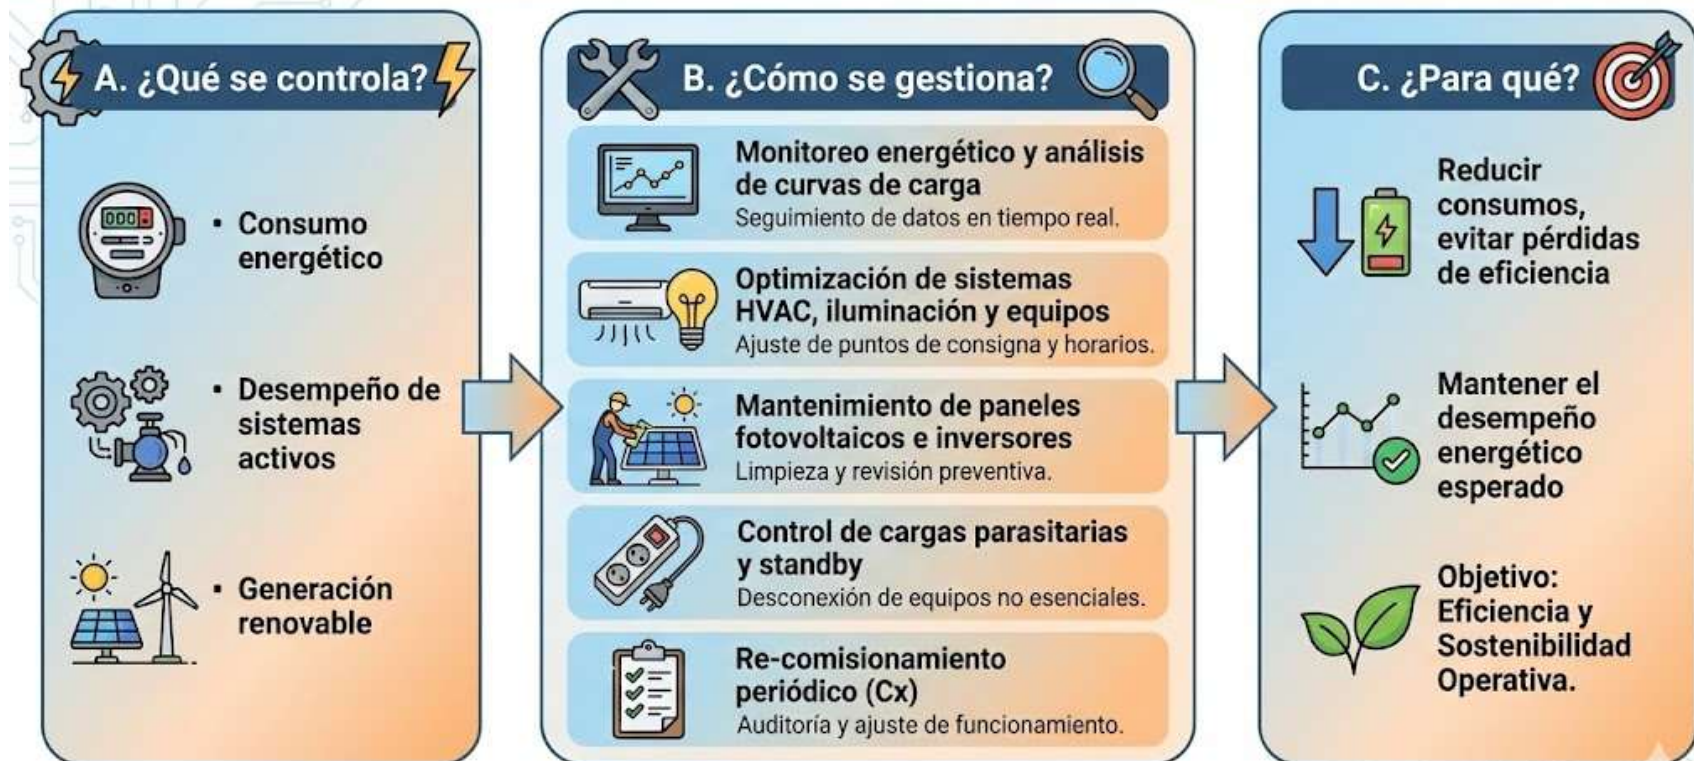 A. ¿Qué se controla?
000
• Consumo
energético
• Desempeño de
sistemas
activos
• Generación
renovable
B. ¿Cómo se gestiona?
Monitoreo energético y análisis
de curvas de carga
Seguimiento de datos en tiempo real.
Optimización de sistemas
HVAC, iluminación y equipos
Ajuste de puntos de consigna y horarios.
Mantenimiento de paneles
fotovoltaicos e inversores
Limpieza y revisión preventiva.
Control de cargas parasitarias
y standby
Desconexión de equipos no esenciales.
Re-comisionamiento
periódico (Cx)
Auditoría y ajuste de funcionamiento.
C. ¿Para qué?
Reducir
consumos,
evitar pérdidas
de eficiencia
Mantener el
desempeño
energético
esperado
Objetivo:
Eficiencia y
Sostenibilidad
Operativa.